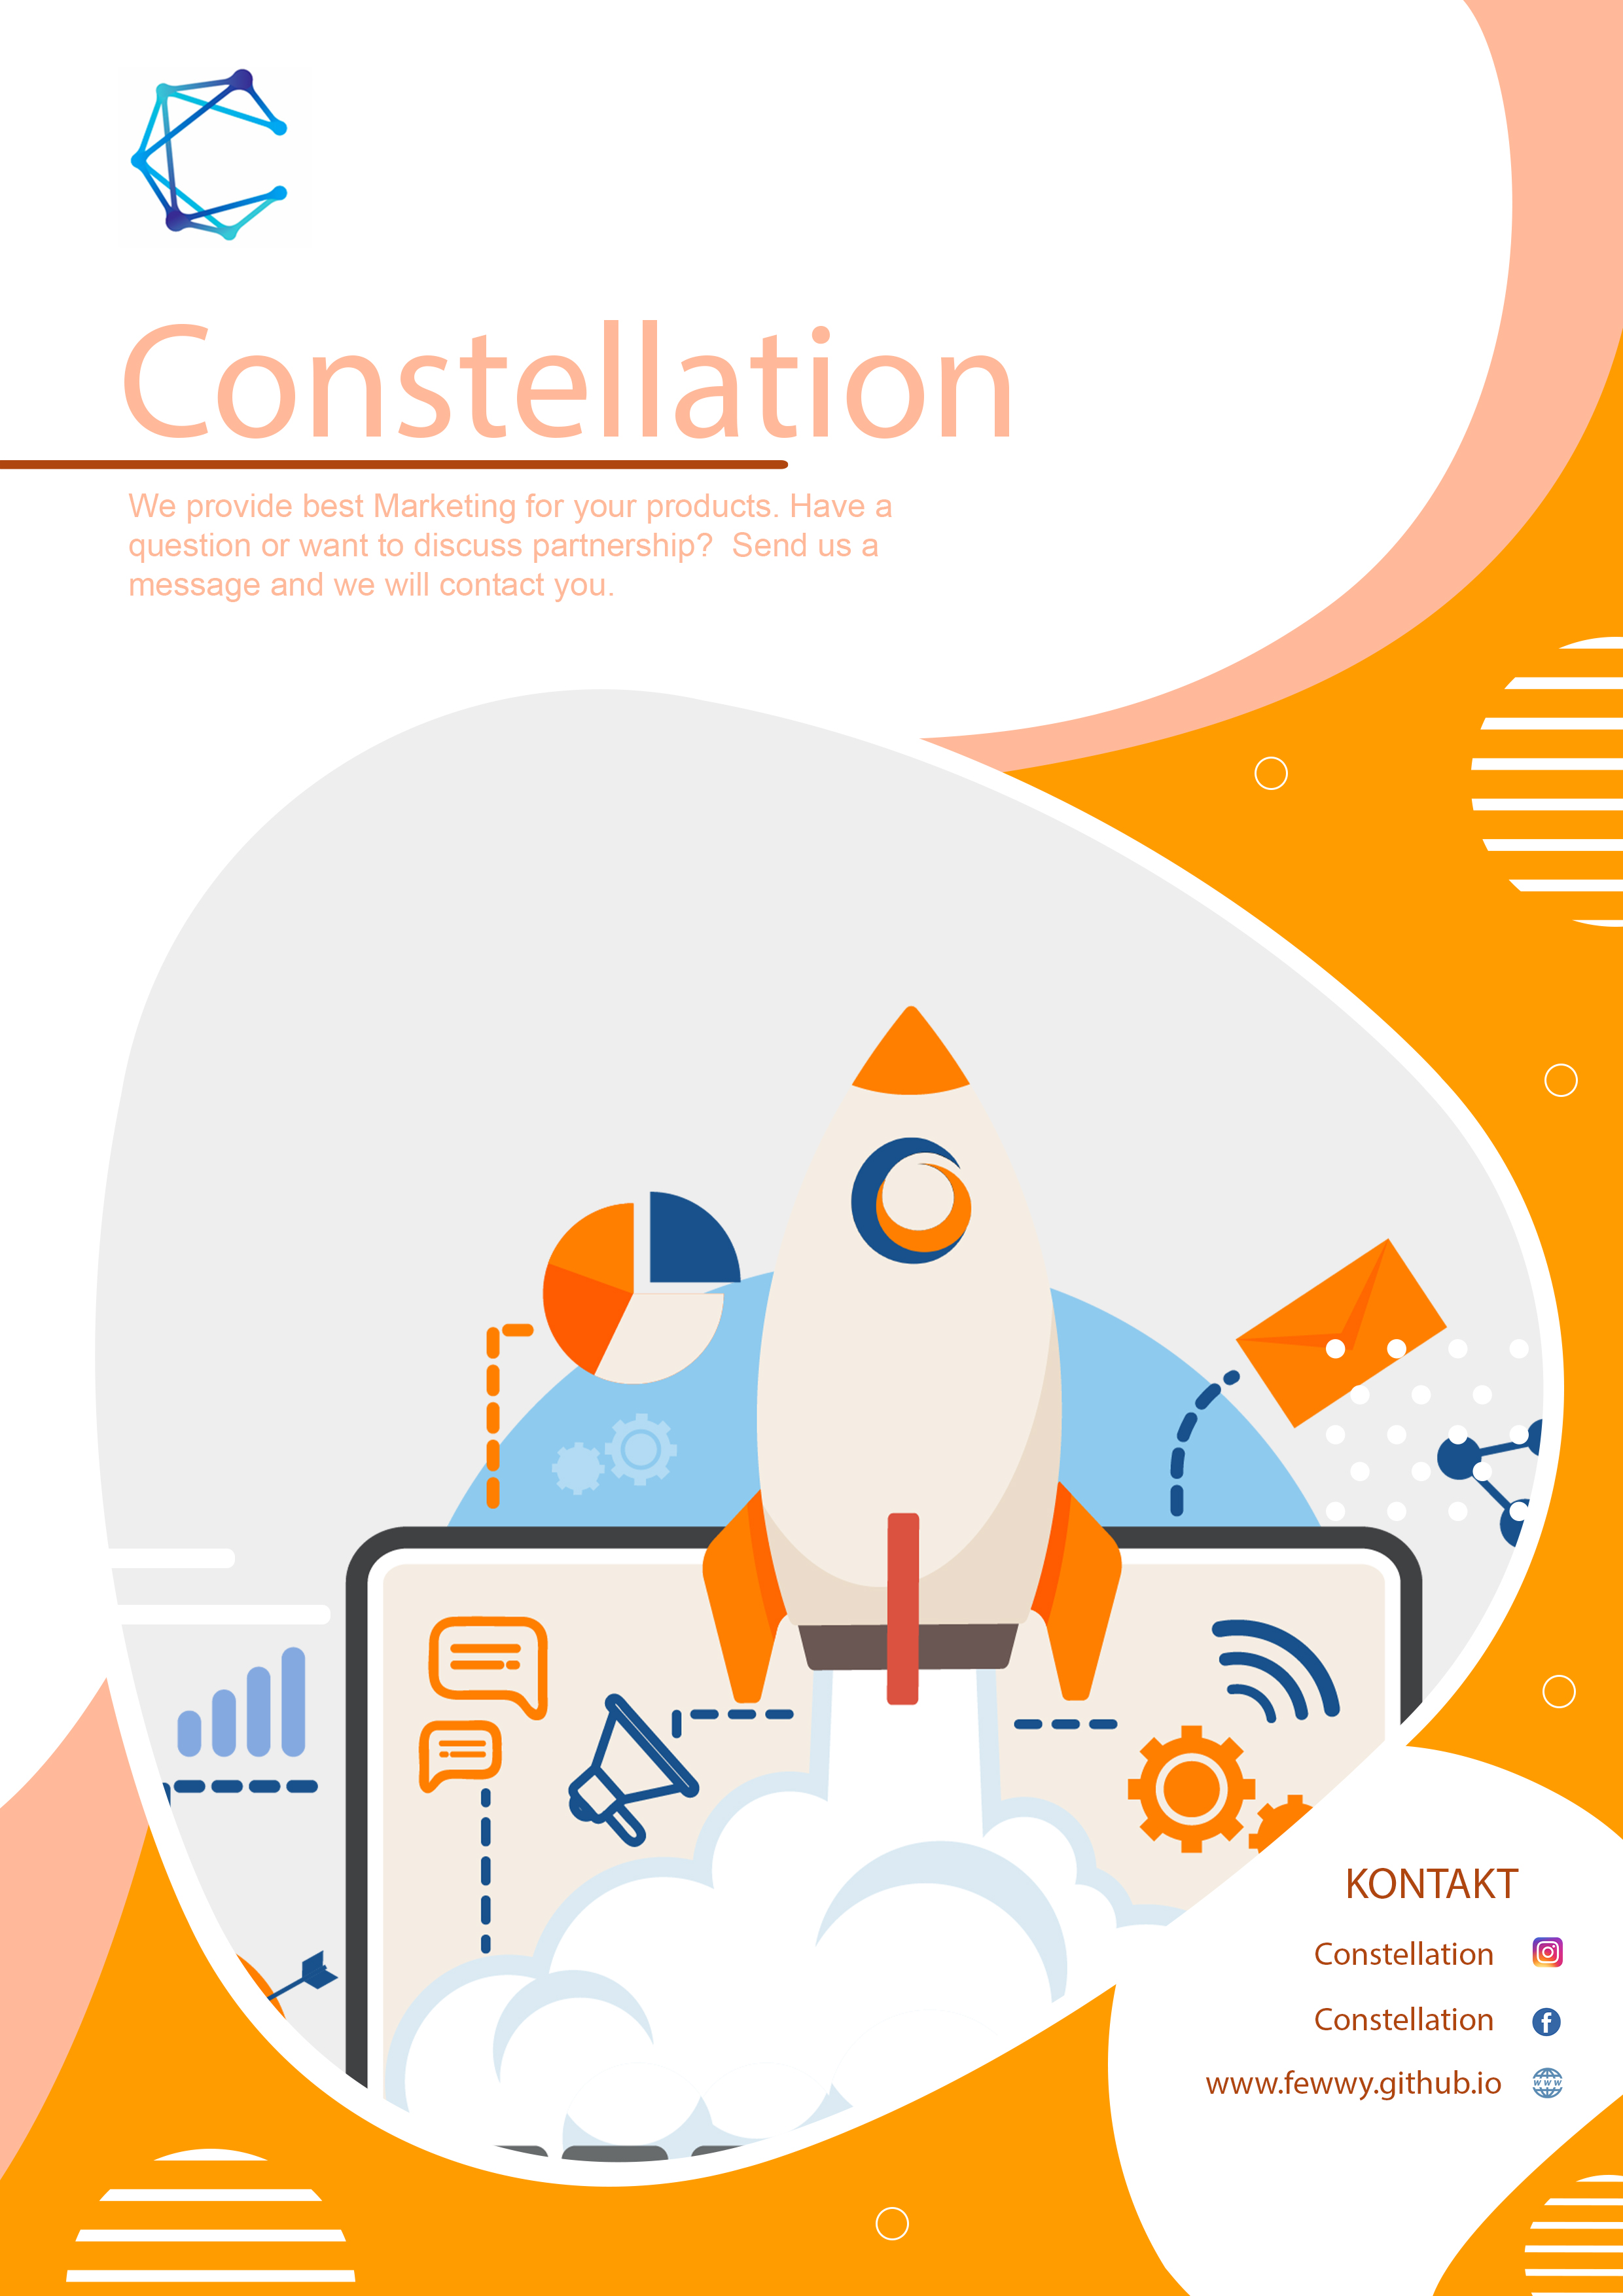 Constellation
We provide best Marketing for your products. Have a
question or want to discuss partnership?  Send us a
message and we will contact you.
KONTAKT
Constellation
Constellation
www.fewwy.github.io
www